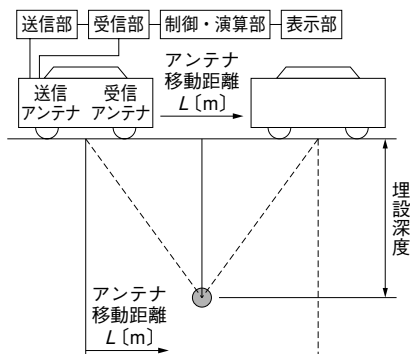 送信部
受信部
制御・演算部
表示部
送信
アンテナ
受信
アンテナ
アンテナ
移動距離
L〔m〕
埋設深度
アンテナ
移動距離
L〔m〕